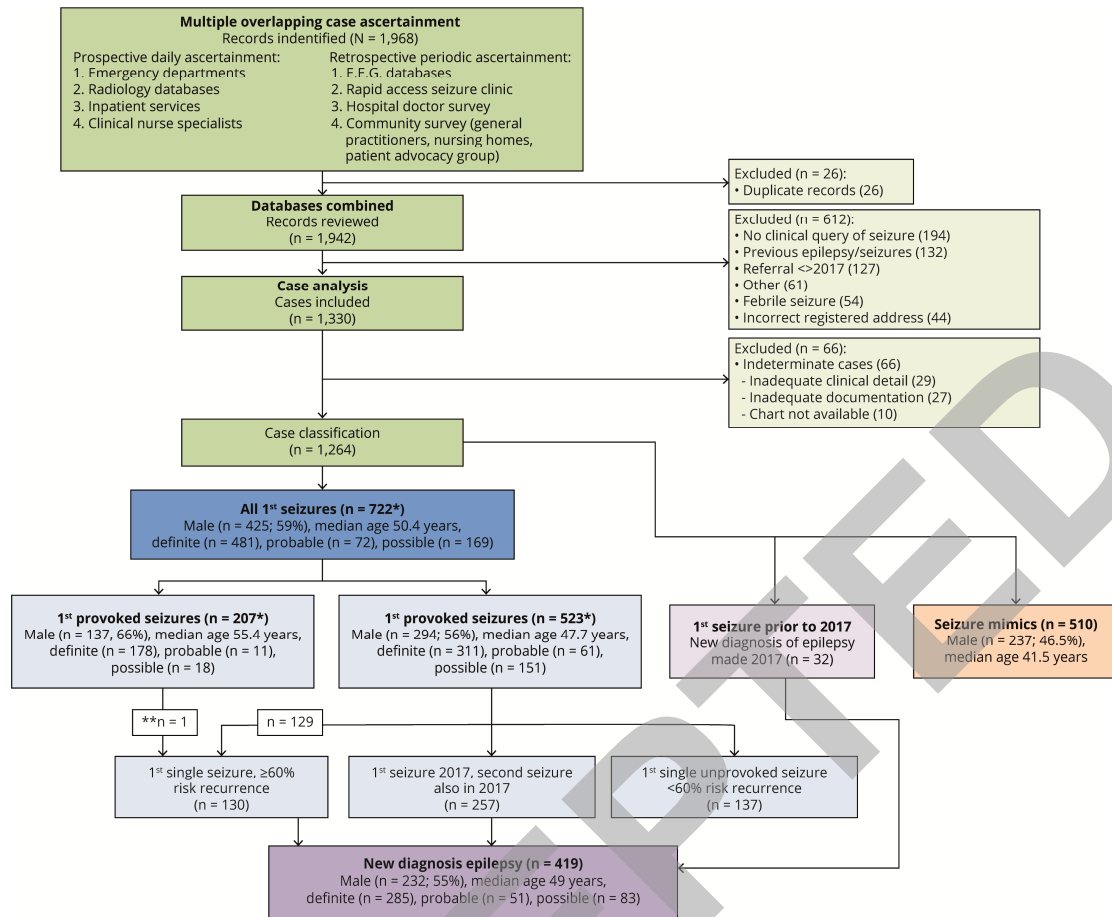 Multiple overlapping case ascertainment
Records indentified (N = 1,968)
Prospective daily ascertainment:
1. Emergency departments
2. Radiology databases
3. Inpatient services
4. Clinical nurse specialists
Retrospective periodic ascertainment:
1. E.E.G. databases
2. Rapid access seizure clinic
3. Hospital doctor survey
4. Community survey (general
practitioners, nursing homes,
patient advocacy group)
Excluded (n = 26):
• Duplicate records (26)
Databases combined
Records reviewed
(n = 1,942)
Excluded (n = 612):
• No clinical query of seizure (194)
• Previous epilepsy/seizures (132)
• Referral <>2017 (127)
• Other (61)
• Febrile seizure (54)
• Incorrect registered address (44)
Case analysis
Cases included
(n = 1,330)
Excluded (n = 66):
• Indeterminate cases (66)
- Inadequate clinical detail (29)
- Inadequate documentation (27)
- Chart not available (10)
Case classification
(n = 1,264)
All 1st seizures (n = 722*)
Male (n = 425; 59%), median age 50.4 years,
definite (n = 481), probable (n = 72), possible (n = 169)
1st provoked seizures (n = 207*)
Male (n = 137, 66%), median age 55.4 years,
definite (n = 178), probable (n = 11),
possible (n = 18)
1st provoked seizures (n = 523*)
Male (n = 294; 56%), median age 47.7 years,
definite (n = 311), probable (n = 61),
possible (n = 151)
1st seizure prior to 2017
New diagnosis of epilepsy
made 2017 (n = 32)
Seizure mimics (n = 510)
Male (n = 237; 46.5%),
median age 41.5 years
**n = 1
n = 129
1st single seizure, ≥60%
risk recurrence
(n = 130)
1st seizure 2017, second seizure
also in 2017
(n = 257)
1st single unprovoked seizure
<60% risk recurrence
(n = 137)
New diagnosis epilepsy (n = 419)
Male (n = 232; 55%), median age 49 years,
definite (n = 285), probable (n = 51), possible (n = 83)
PTED